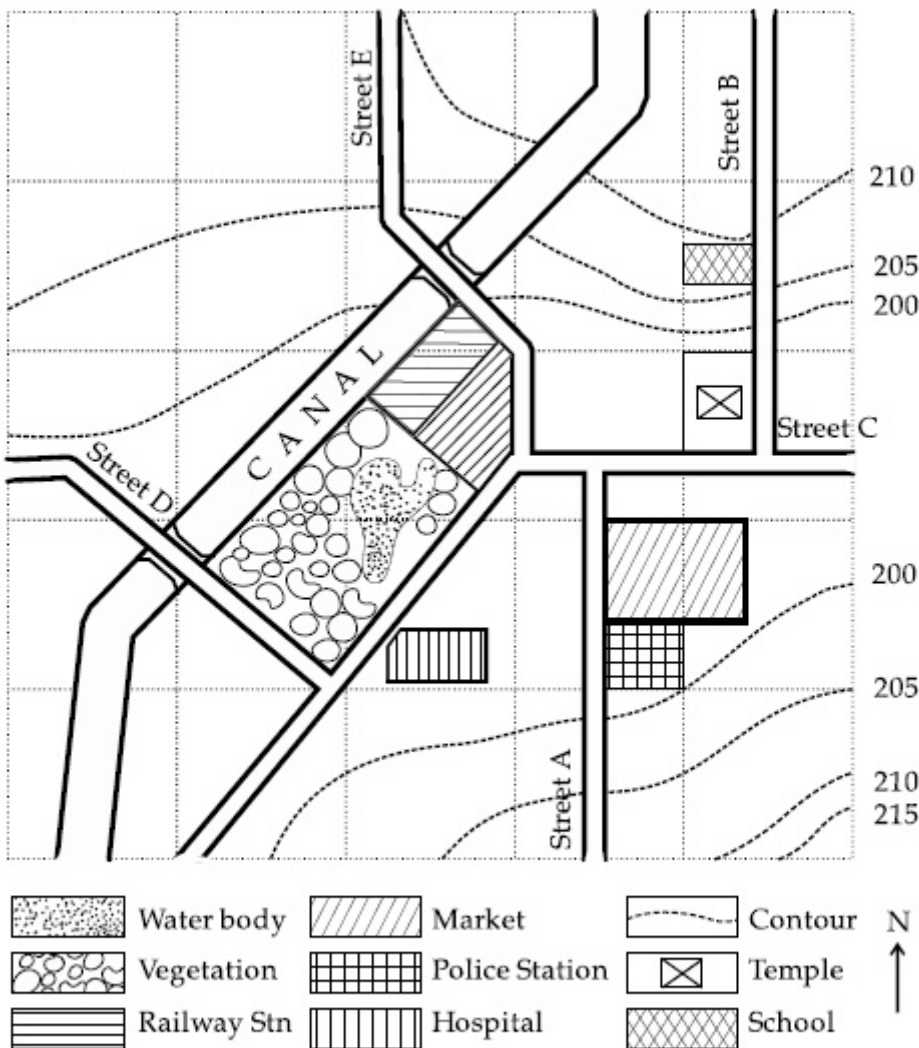 Street E
Street B
210
205
200
CANAL
Street C
Street D
200
205
210
215
Street A
Water body
Market
Contour
N
Vegetation
Police Station
Temple
Railway Stn
Hospital
School